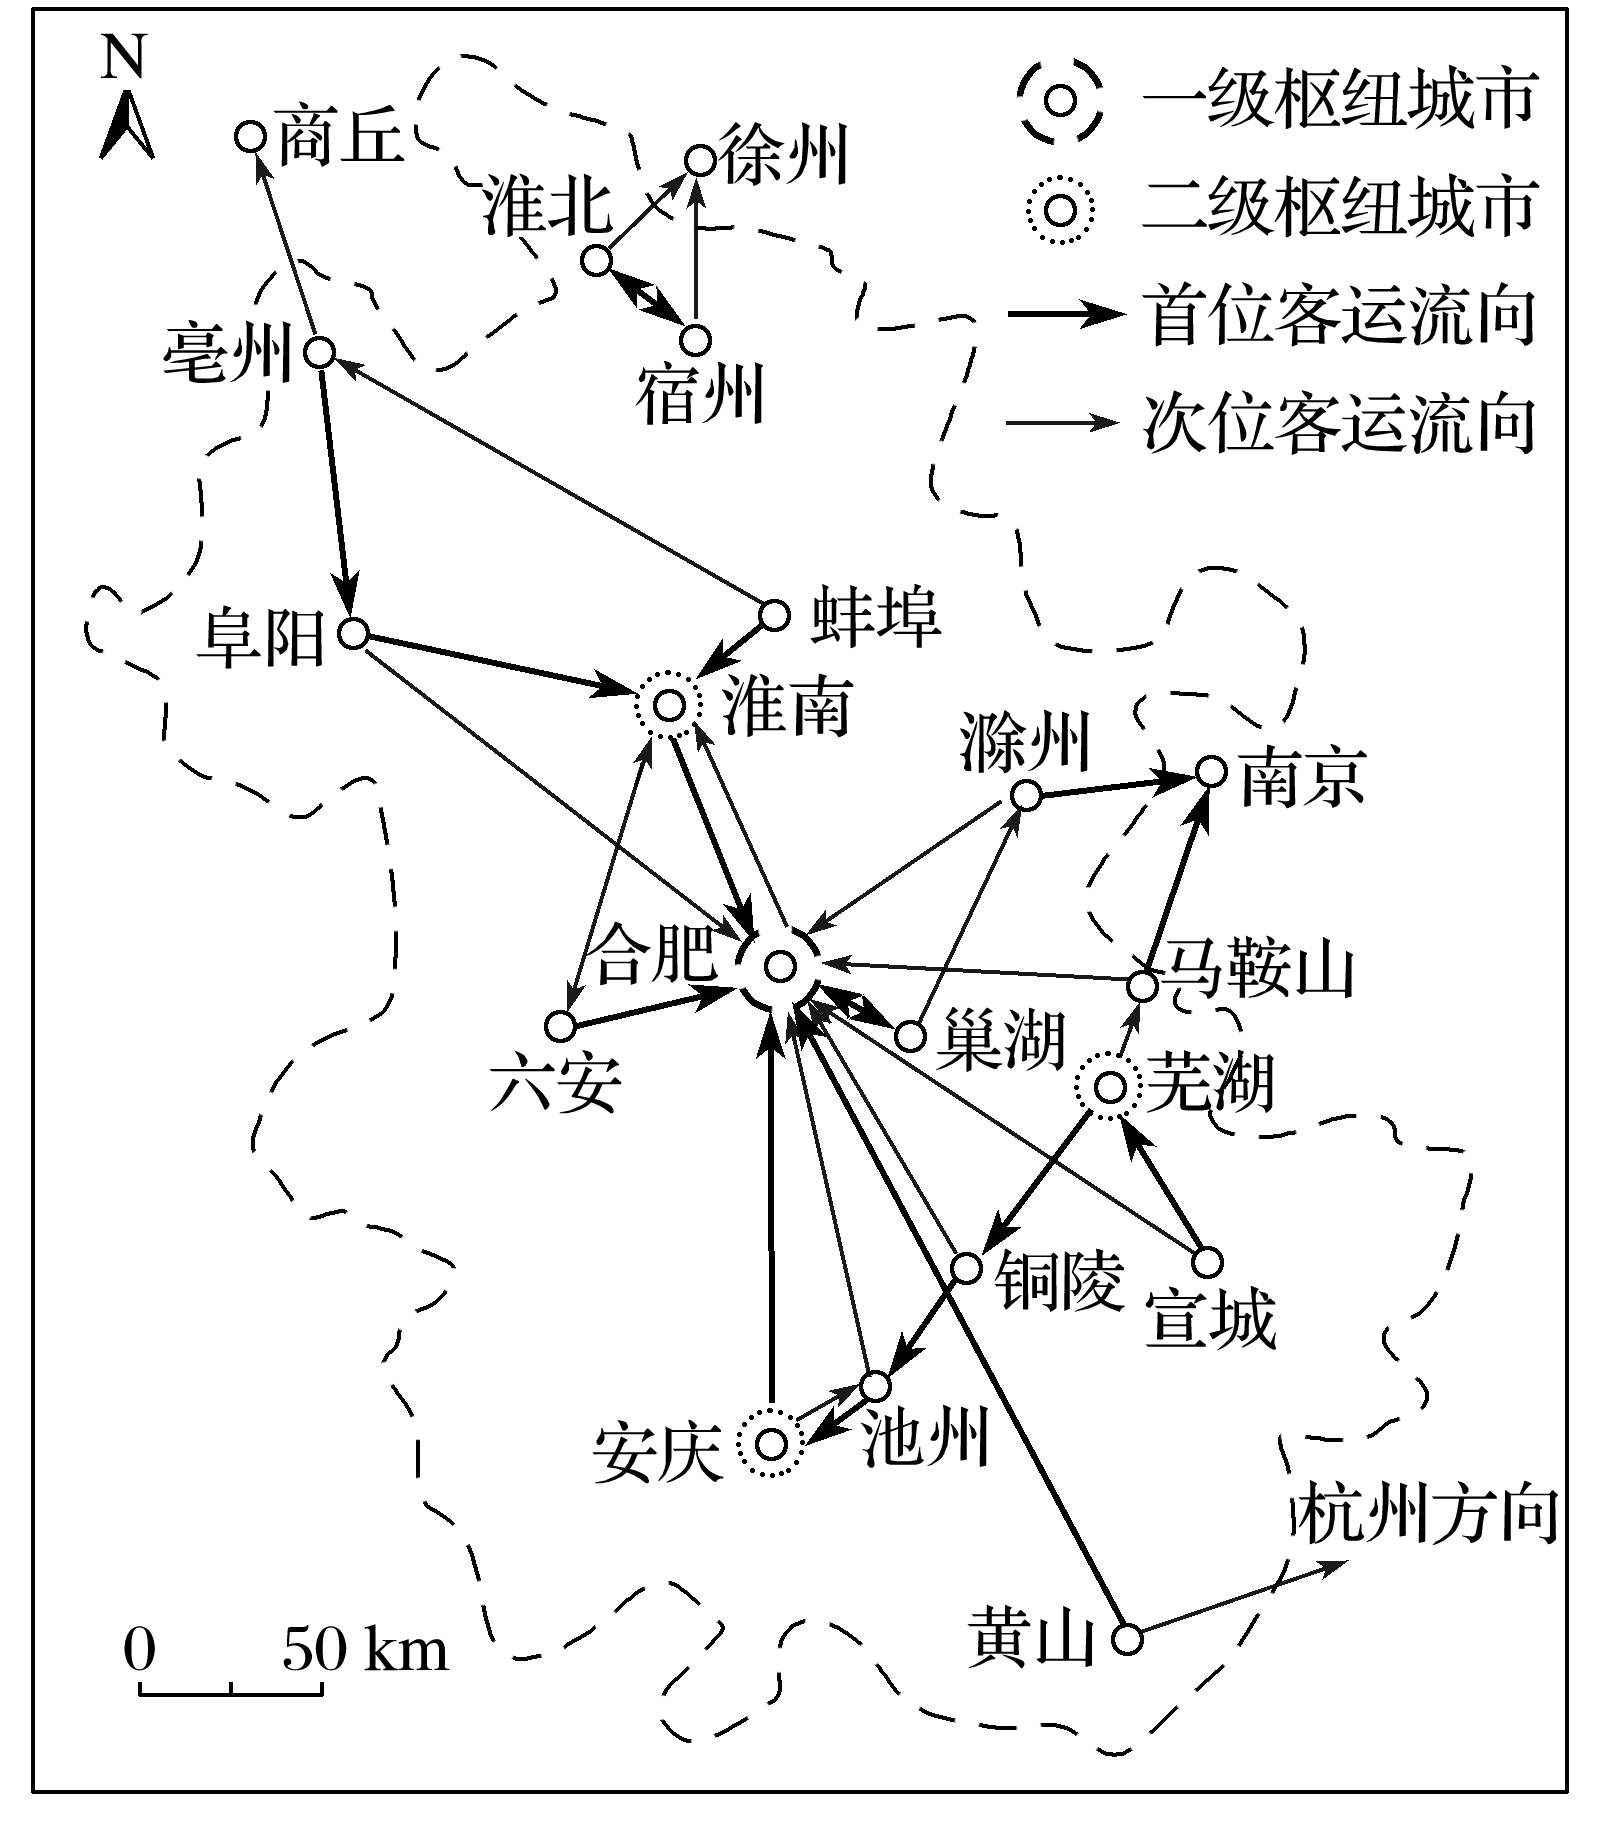 N
商丘
徐州
淮北
亳州
宿州
一级枢纽城市
二级枢纽城市
首位客运流向
次位客运流向
阜阳
蚌埠
淮南
滁州
南京
合肥
马鞍山
六安
巢湖
芜湖
铜陵
宣城
安庆
池州
杭州方向
黄山
0 50 km